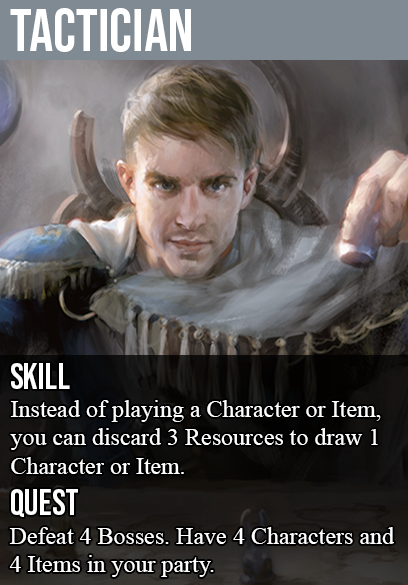 TACTICIAN
SKILL
Instead of playing a Character or Item,
you can discard 3 Resources to draw 1
Character or Item.
QUEST
Defeat 4 Bosses. Have 4 Characters and
4 Items in your party.